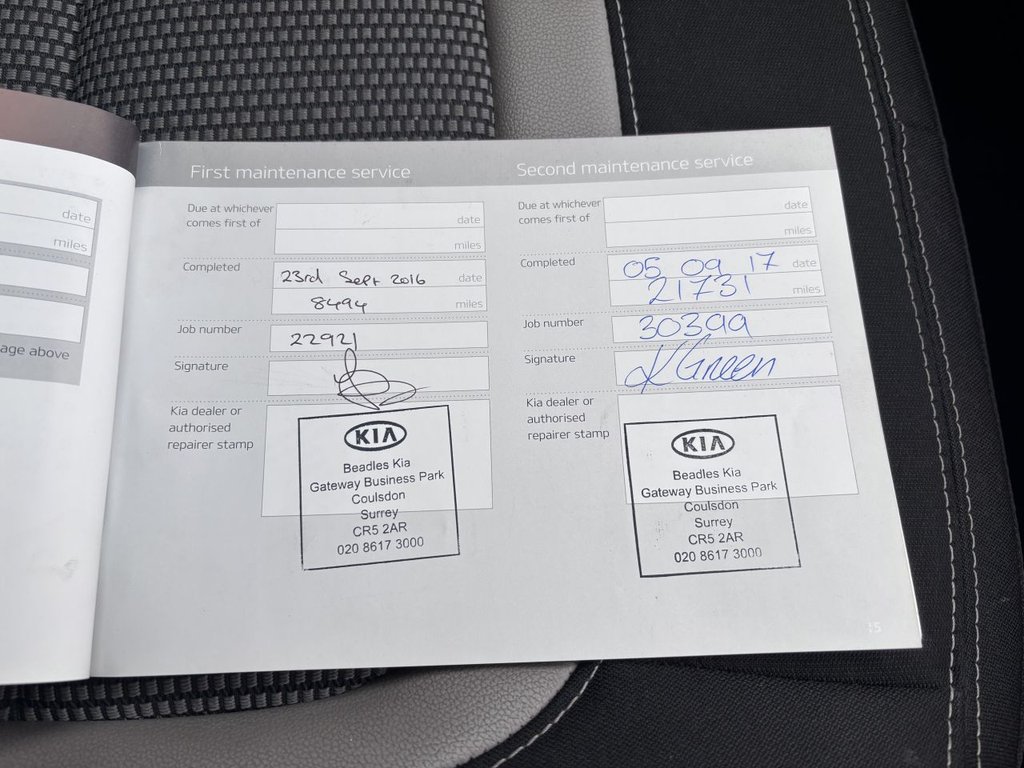 date
miles
age above
First maintenance service
Due at whichever
comes first of
date
miles
Completed
23rd Sept 2016 date
8494 miles
Job number
22921
Signature
Kia dealer or
authorised
repairer stamp
KIA
Beadles Kia
Gateway Business Park
Coulsdon
Surrey
CR5 2AR
020 8617 3000
Second maintenance service
Due at whichever
comes first of
date
miles
Completed
05 09 17 date
21731 miles
Job number
30399
Signature
K Green
Kia dealer or
authorised
repairer stamp
KIA
Beadles Kia
Gateway Business Park
Coulsdon
Surrey
CR5 2AR
020 8617 3000
15